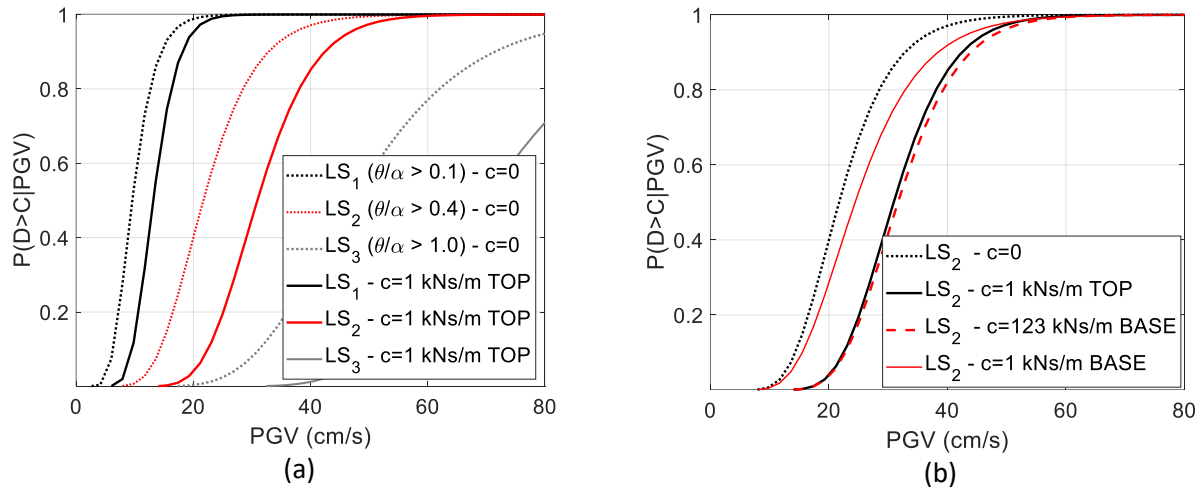 1
0.8
0.6
0.4
0.2
P(D>C|PGV)
LS1 (θ/α > 0.1) - c=0
LS2 (θ/α > 0.4) - c=0
LS3 (θ/α > 1.0) - c=0
LS1 - c=1 kNs/m TOP
LS2 - c=1 kNs/m TOP
LS3 - c=1 kNs/m TOP
0 20 40 60 80
PGV (cm/s)
(a)
1
0.8
0.6
0.4
0.2
P(D>C|PGV)
LS2 - c=0
LS2 - c=1 kNs/m TOP
LS2 - c=123 kNs/m BASE
LS2 - c=1 kNs/m BASE
0 20 40 60 80
PGV (cm/s)
(b)